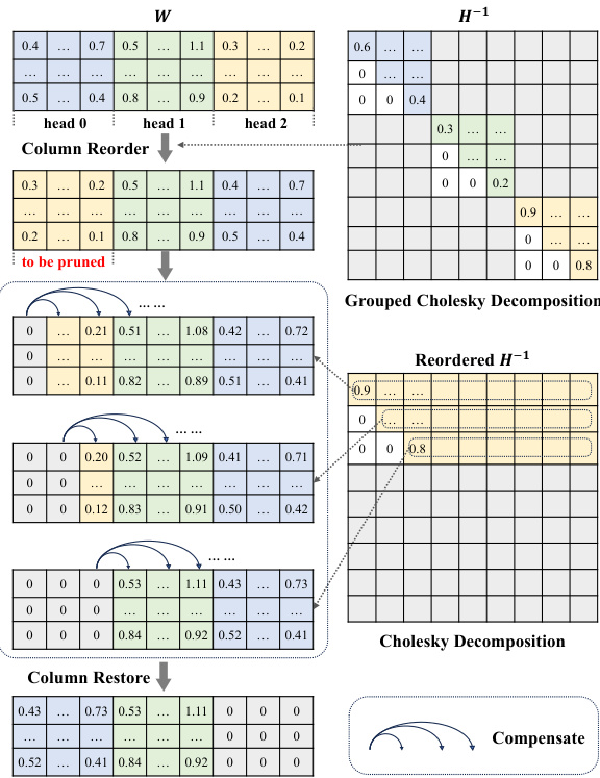 W
0.4 … 0.7 0.5 … 1.1 0.3 … 0.2
… … … … … … … … …
0.5 … 0.4 0.8 … 0.9 0.2 … 0.1
head 0 head 1 head 2
Column Reorder
0.3 … 0.2 0.5 … 1.1 0.4 … 0.7
… … … … … … … … …
0.2 … 0.1 0.8 … 0.9 0.5 … 0.4
to be pruned
... ...
0 … 0.21 0.51 … 1.08 0.42 … 0.72
0 … … … … … … … …
0 … 0.11 0.82 … 0.89 0.51 … 0.41
... ...
0 0 0.20 0.52 … 1.09 0.41 … 0.71
0 0 … … … … … … …
0 0 0.12 0.83 … 0.91 0.50 … 0.42
... ...
0 0 0 0.53 … 1.11 0.43 … 0.73
0 0 0 … … … … … …
0 0 0 0.84 … 0.92 0.52 … 0.41
Column Restore
0.43 … 0.73 0.53 … 1.11 0 0 0
… … … … … … 0 0 0
0.52 … 0.41 0.84 … 0.92 0 0 0
H⁻¹
0.6 … …
0 … …
0 0 0.4
0.3 … …
0 … …
0 0 0.2
0.9 … …
0 … …
0 0 0.8
Grouped Cholesky Decomposition
Reordered H⁻¹
0.9 … …
0 … …
0 0 0.8
Cholesky Decomposition
Compensate